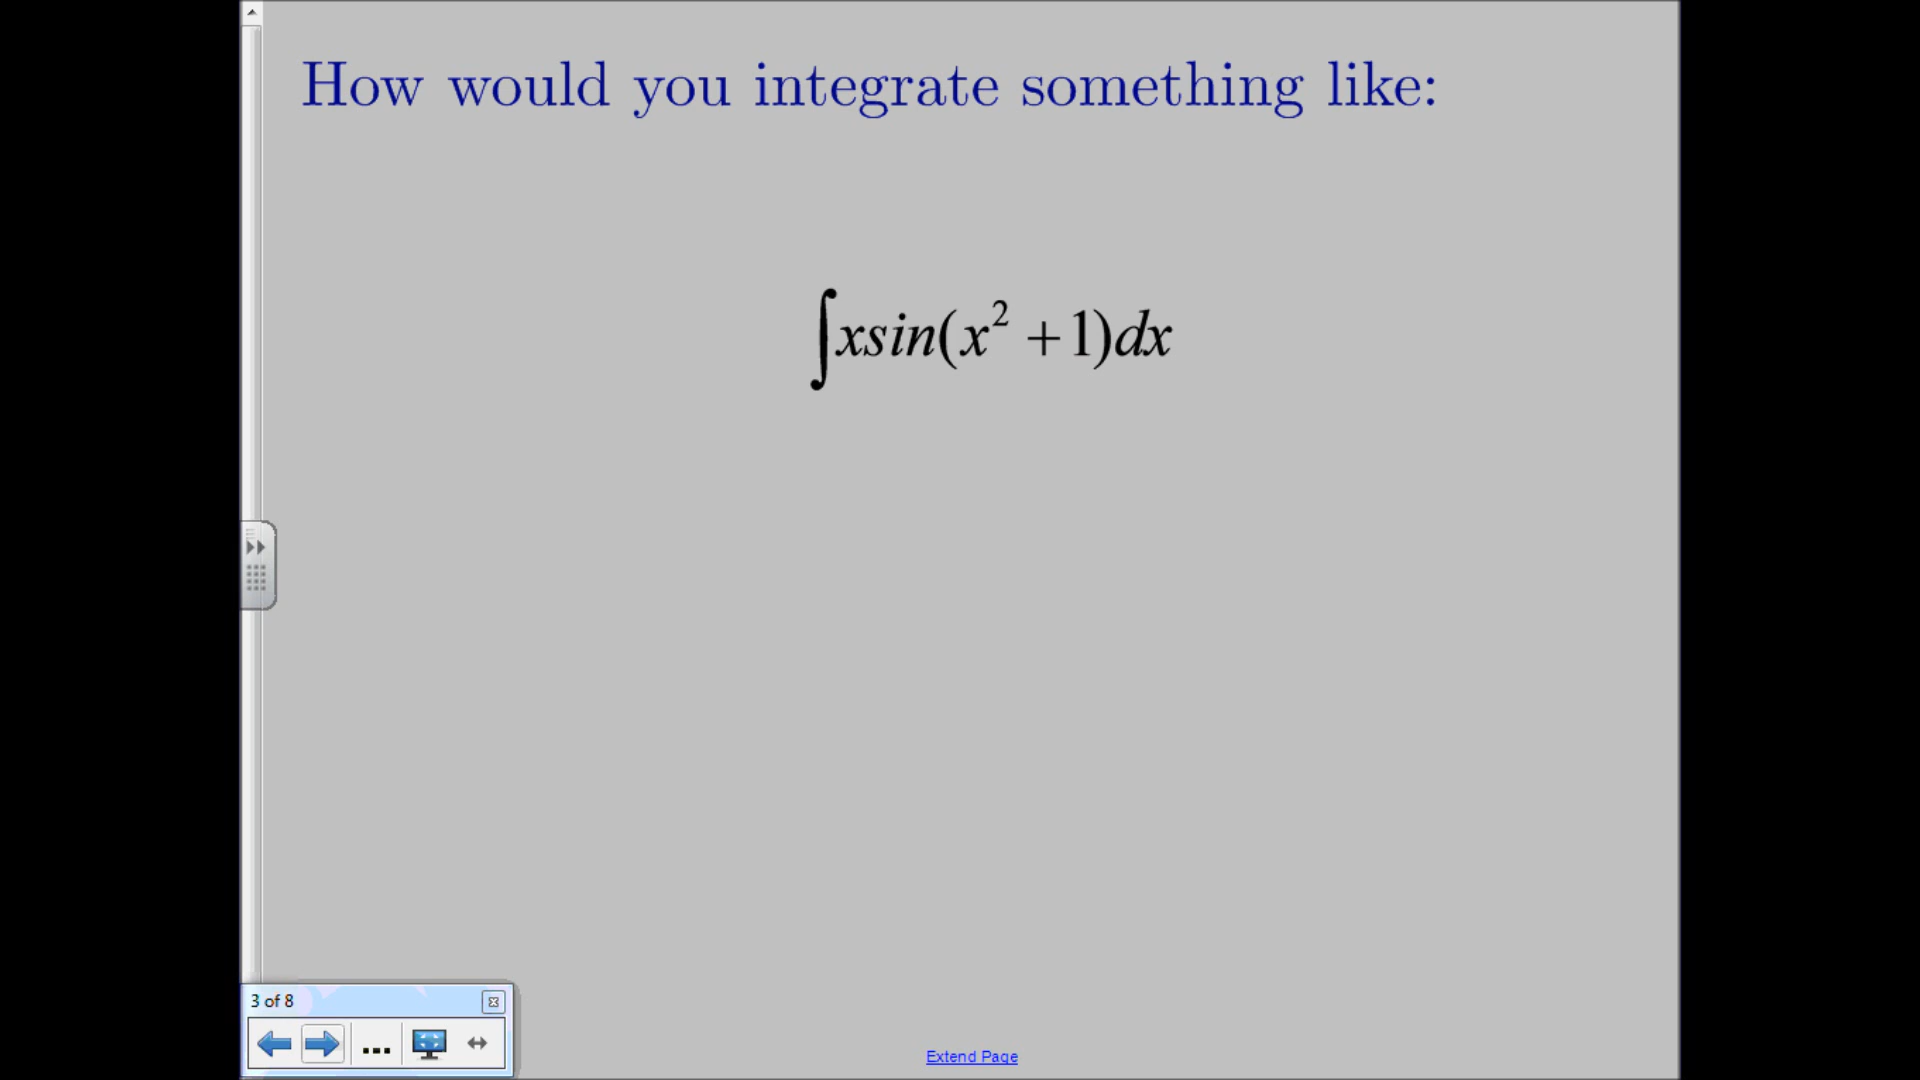 How would you integrate something like:
∫xsin(x² +1)dx
3 of 8
Extend Page